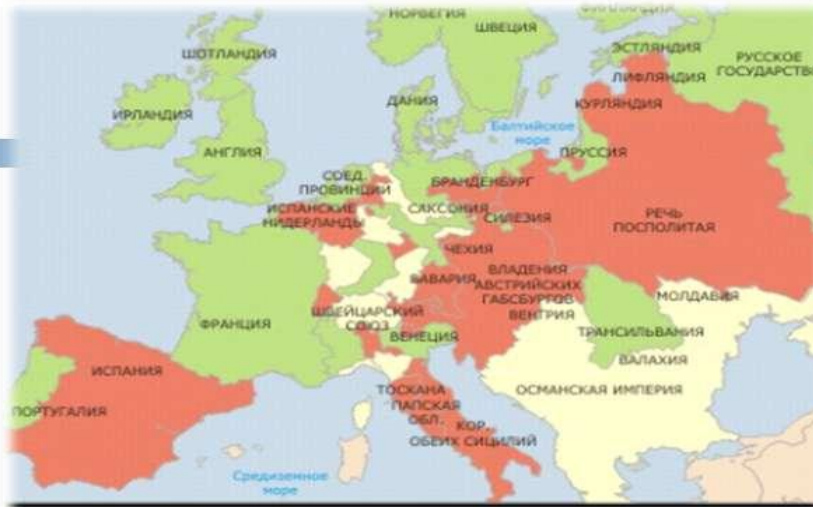 НОРВЕГИЯ
ШВЕЦИЯ
ФИНЛЯНДИЯ
ШОТЛАНДИЯ
ЭСТЛЯНДИЯ
РУССКОЕ
ГОСУДАРСТВО
ЛИФЛЯНДИЯ
ИРЛАНДИЯ
ДАНИЯ
КУРЛЯНДИЯ
Балтийское
море
АНГЛИЯ
ПРУССИЯ
СОЕД.
ПРОВИНЦИИ
БРАНДЕНБУРГ
ИСПАНСКИЕ
НИДЕРЛАНДЫ
САКСОНИЯ
СИЛЕЗИЯ
РЕЧЬ
ПОСПОЛИТАЯ
ЧЕХИЯ
БАВАРИЯ
ВЛАДЕНИЯ
АВСТРИЙСКИХ
ГАБСБУРГОВ
ВЕНГРИЯ
МОЛДАВИЯ
ШВЕЙЦАРСКИЙ
СОЮЗ
ФРАНЦИЯ
ВЕНЕЦИЯ
ТРАНСИЛЬВАНИЯ
ВАЛАХИЯ
ИСПАНИЯ
ТОСКАНА
ОСМАНСКАЯ ИМПЕРИЯ
ПОРТУГАЛИЯ
ПАПСКАЯ
ОБЛ.
КОР.
ОБЕИХ СИЦИЛИЙ
Средиземное
море